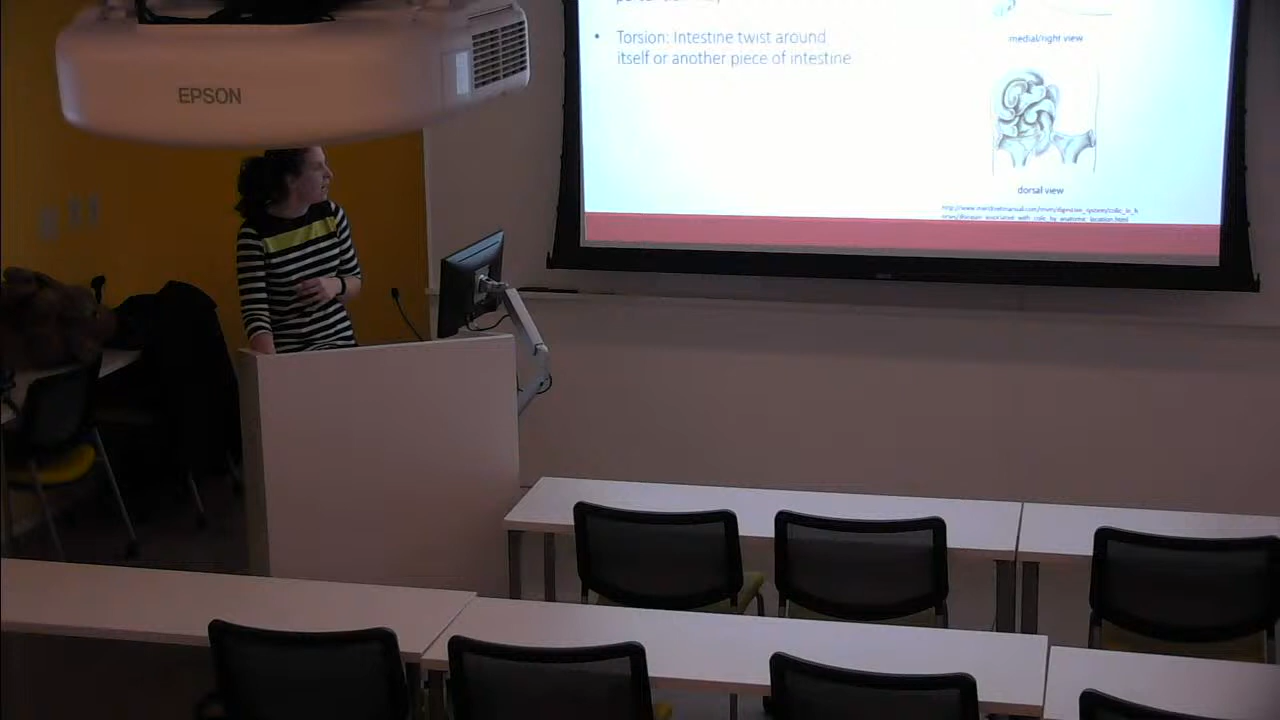 EPSON
• Torsion: Intestine twist around
itself or another piece of intestine
medial/right view
dorsal view